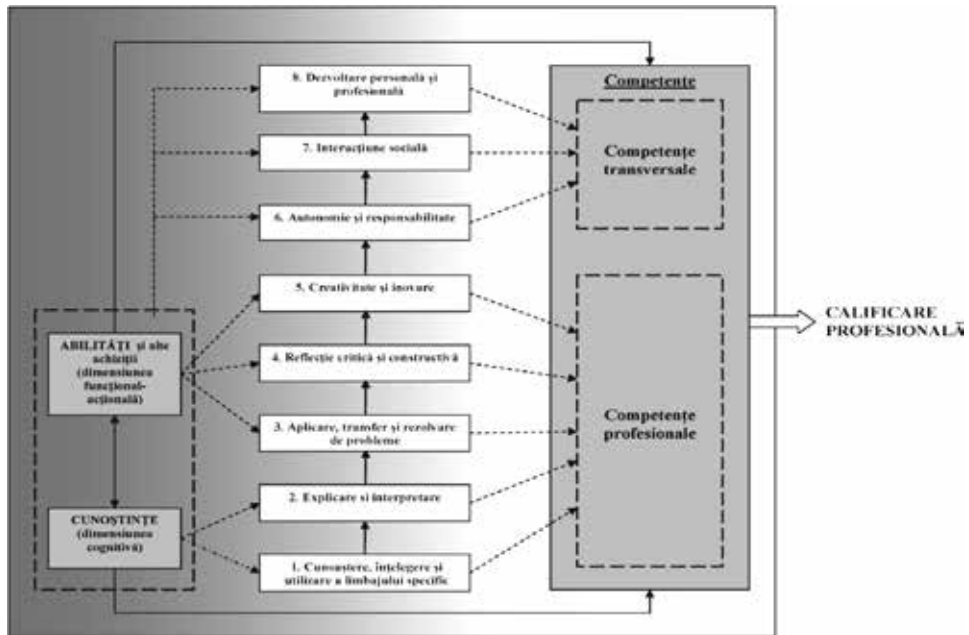 8. Dezvoltare personală și
profesională
Competențe
7. Interacțiune socială
Competențe
transversale
6. Autonomie și responsabilitate
5. Creativitate și inovare
CALIFICARE
PROFESIONALĂ
ABILITĂȚI și alte
achiziții
(dimensiunea
funcțional-
acțională)
4. Reflecție critică și constructivă
3. Aplicare, transfer și rezolvare
de probleme
Competențe
profesionale
2. Explicare si interpretare
CUNOȘTINȚE
(dimensiunea
cognitivă)
1. Cunoaștere, înțelegere și
utilizare a limbajului specific